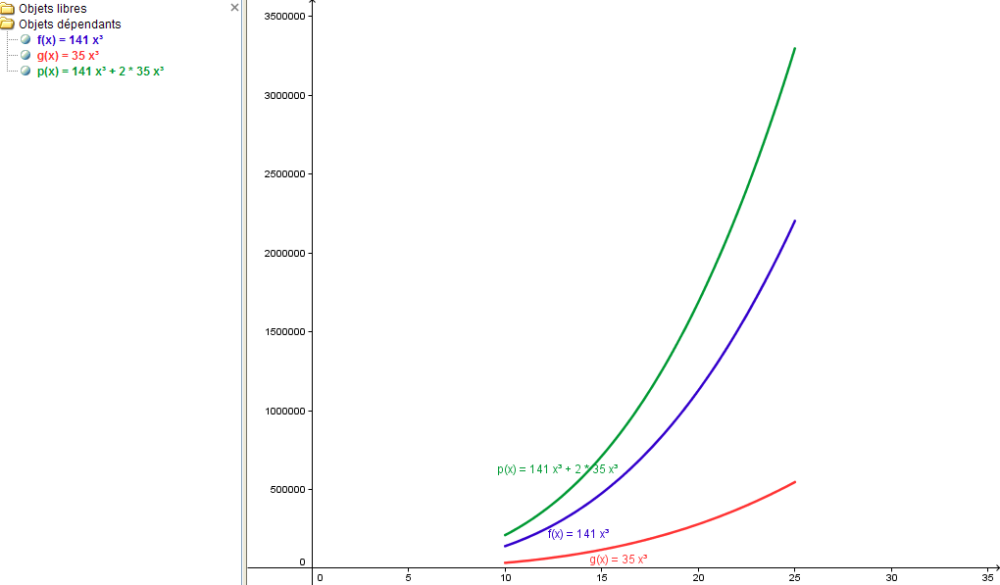 Objets libres
Objets dépendants
f(x) = 141 x³
g(x) = 35 x³
p(x) = 141 x³ + 2 * 35 x³
3500000
3000000
2500000
2000000
1500000
1000000
500000
0
p(x) = 141 x³ + 2 * 35 x³
f(x) = 141 x³
g(x) = 35 x³
0 5 10 15 20 25 30 35